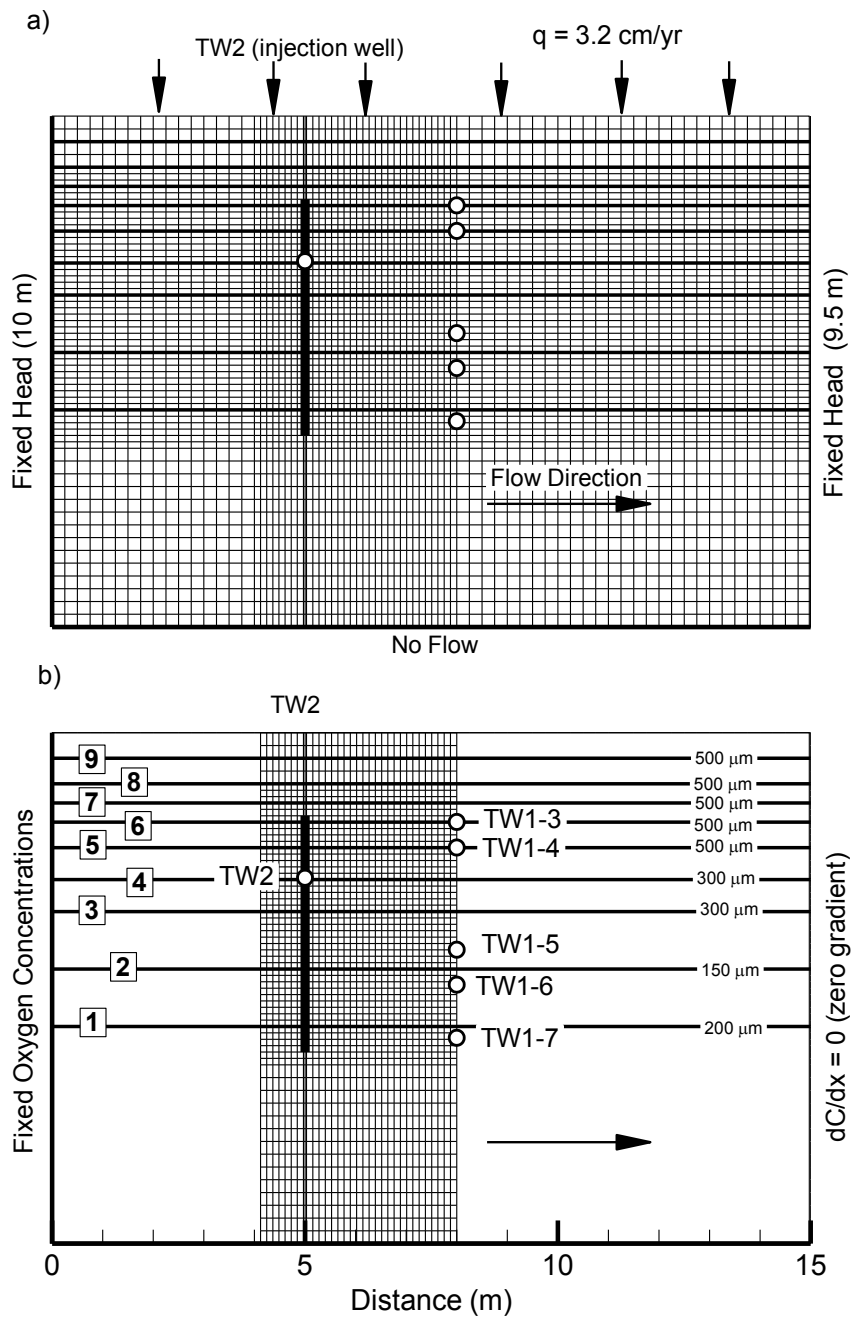 a)
TW2 (injection well)
q = 3.2 cm/yr
Fixed Head (10 m)
Fixed Head (9.5 m)
Flow Direction
No Flow
b)
TW2
9
500 μm
8
500 μm
7
500 μm
6
TW1-3
500 μm
5
TW1-4
500 μm
TW2
4
300 μm
3
300 μm
TW1-5
2
150 μm
TW1-6
1
200 μm
TW1-7
Fixed Oxygen Concentrations
dC/dx = 0 (zero gradient)
0
5
10
15
Distance (m)